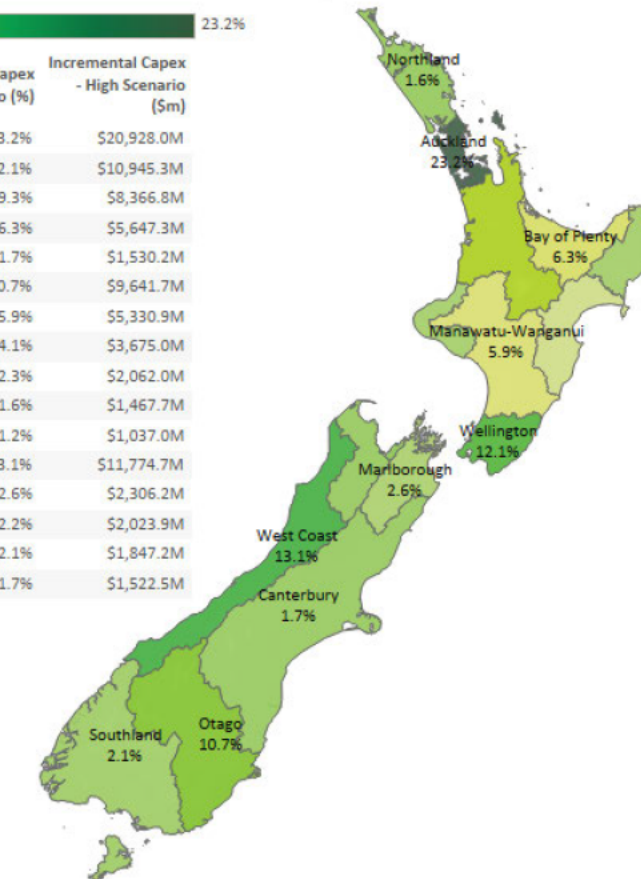 23.2%
Incremental Capex
- High Scenario
($m)
apex
o (%)
3.2% $20,928.0M
2.1% $10,945.3M
9.3% $8,366.8M
6.3% $5,647.3M
1.7% $1,530.2M
0.7% $9,641.7M
5.9% $5,330.9M
4.1% $3,675.0M
2.3% $2,062.0M
1.6% $1,467.7M
1.2% $1,037.0M
3.1% $11,774.7M
2.6% $2,306.2M
2.2% $2,023.9M
2.1% $1,847.2M
1.7% $1,522.5M
Northland
1.6%
Auckland
23.2%
Bay of Plenty
6.3%
Manawatu-Wanganui
5.9%
Wellington
12.1%
Marlborough
2.6%
West Coast
13.1%
Canterbury
1.7%
Otago
10.7%
Southland
2.1%